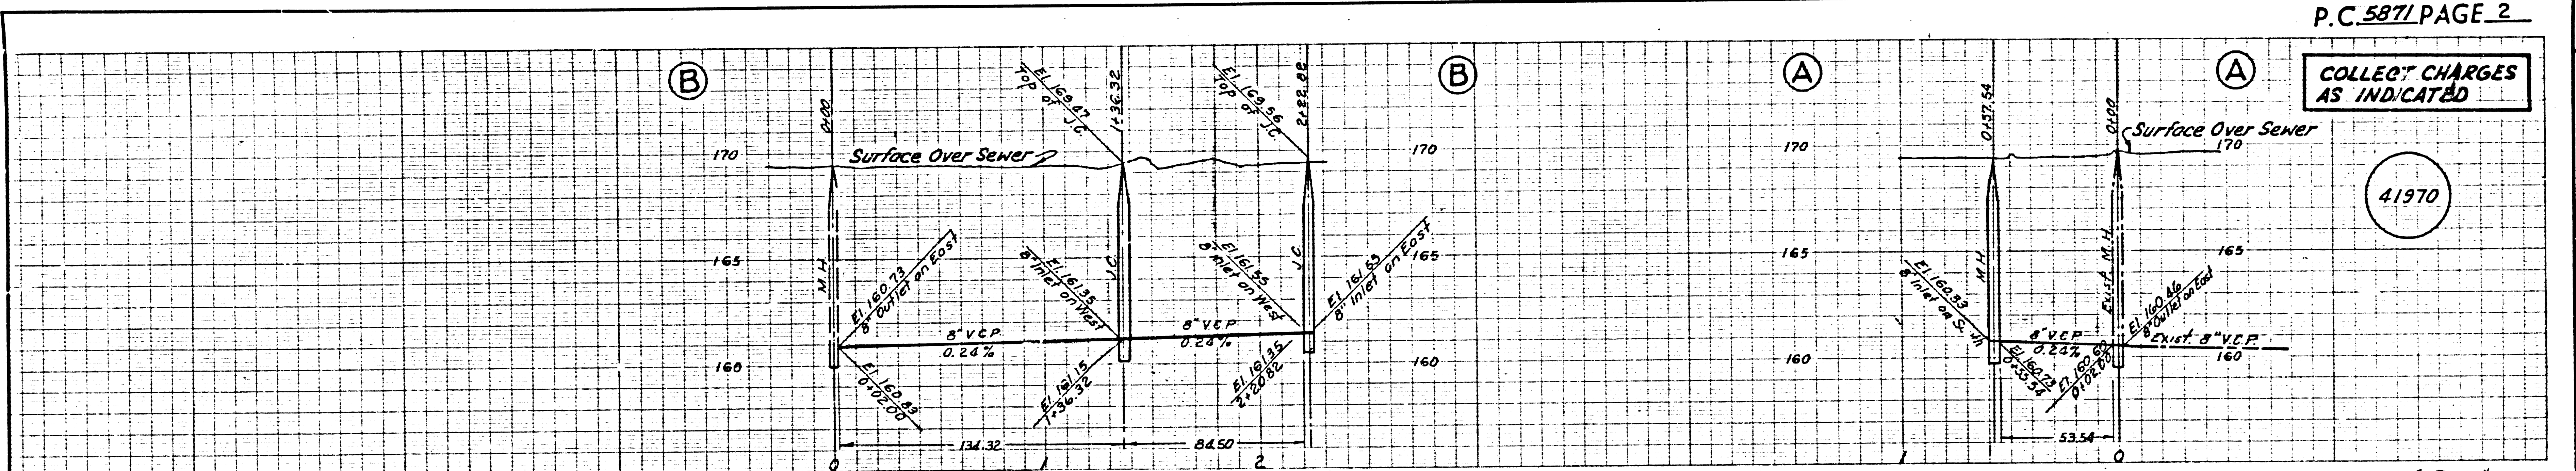 P.C. 5871 PAGE 2
COLLECT CHARGES
AS INDICATED
41970
B
B
A
A
0+00
El. 169.47
Top of J.C.
1+36.32
El. 169.56
Top of J.C.
2+22.82
170
Surface Over Sewer
170
165
M.H.
El. 160.73
8" Outlet on East
El. 161.35
8" Inlet on West
J.C.
El. 161.55
8" Inlet on West
J.C.
El. 161.53
8" Inlet on East
165
8" V.C.P.
0.24%
8" V.C.P.
0.24%
160
El. 160.83
0+02.00
El. 161.15
1+36.32
El. 161.35
2+20.82
160
134.32
84.50
0
1
2
0+57.54
0+00
Surface Over Sewer
170
170
165
M.H.
Exist. M.H.
165
8" Inlet on
El. 160.46
8" Outlet on East
8" V.C.P.
0.24%
Exist. 8" V.C.P.
160
El. 160.73
0+55.54
El. 160.60
0+02.00
160
53.54
1
0